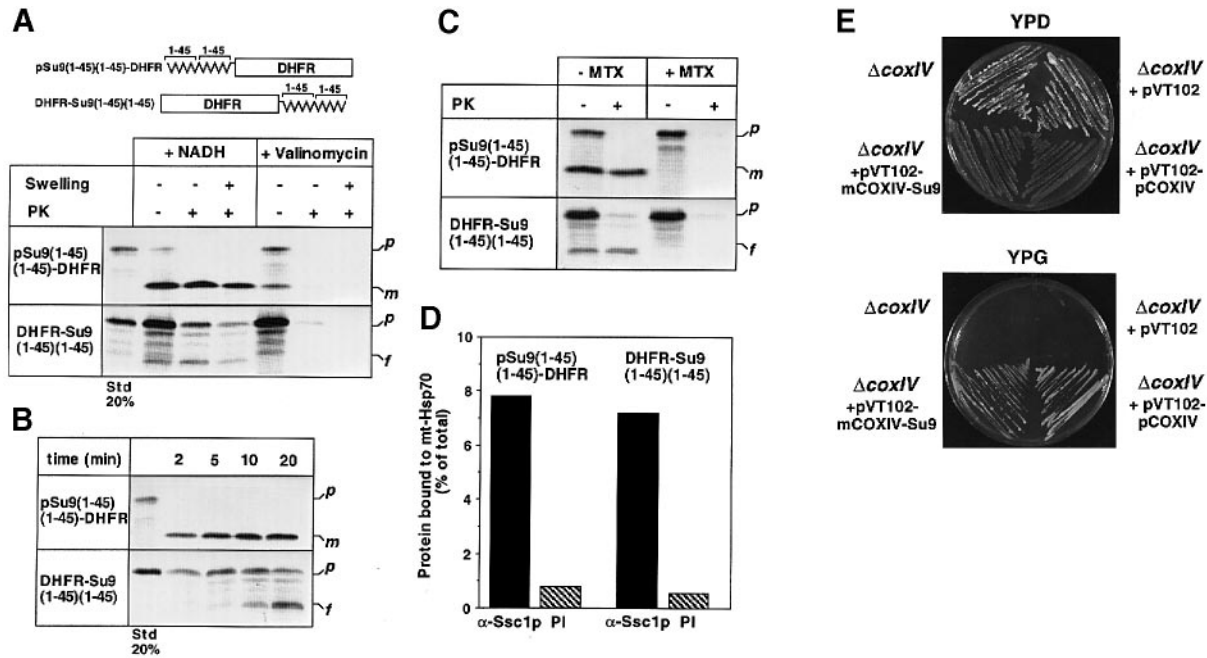 A
1-45 1-45
pSu9(1-45)(1-45)-DHFR
DHFR
1-45 1-45
DHFR-Su9(1-45)(1-45)
DHFR
+ NADH + Valinomycin
Swelling - - + - - +
PK - + + - + +
pSu9(1-45)
(1-45)-DHFR
p
m
DHFR-Su9
(1-45)(1-45)
p
f
Std
20%
B
time (min) 2 5 10 20
pSu9(1-45)
(1-45)-DHFR
p
m
DHFR-Su9
(1-45)(1-45)
p
f
Std
20%
C
- MTX + MTX
PK - + - +
pSu9(1-45)
(1-45)-DHFR
p
m
DHFR-Su9
(1-45)(1-45)
p
f
D
Protein bound to mt-Hsp70
(% of total)
10
8
6
4
2
0
pSu9(1-45)
(1-45)-DHFR
DHFR-Su9
(1-45)(1-45)
α-Ssc1p PI α-Ssc1p PI
E
YPD
ΔcoxIV
ΔcoxIV
+ pVT102
ΔcoxIV
+pVT102-
mCOXIV-Su9
ΔcoxIV
+ pVT102-
pCOXIV
YPG
ΔcoxIV
ΔcoxIV
+ pVT102
ΔcoxIV
+pVT102-
mCOXIV-Su9
ΔcoxIV
+ pVT102-
pCOXIV